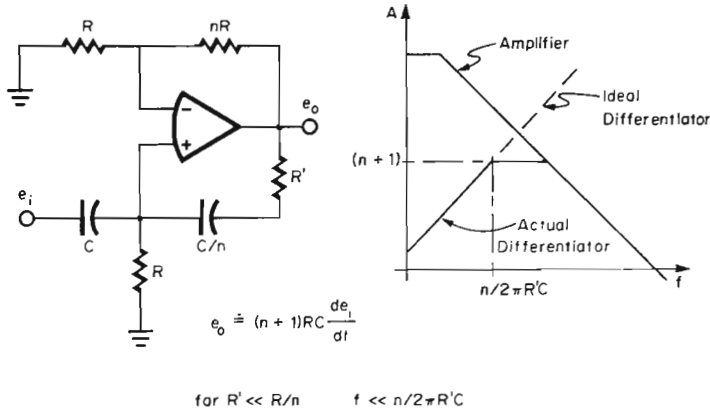 R
nR
e_o
R'
e_i
C
C/n
R
e_o ≐ (n + 1)RC de_i/dt
A
Amplifier
Ideal
Differentiator
(n + 1)
Actual
Differentiator
n/2πR'C
f
−
+
for R' << R/n f << n/2πR'C